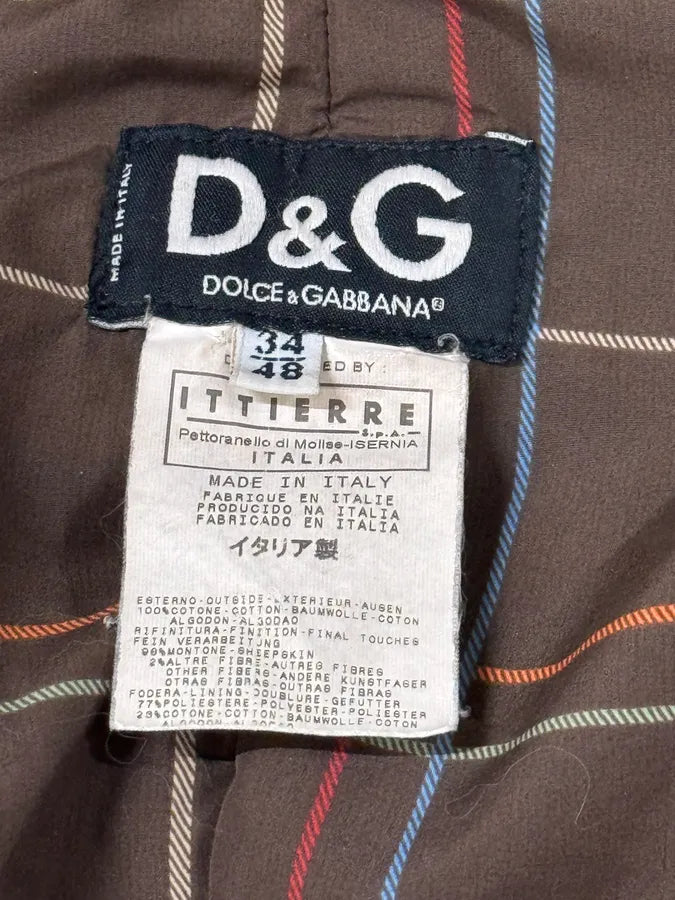 D&G
DOLCE & GABBANA®
MADE IN ITALY
34
48
ED BY :
ITTIERRE
S.p.A.
Pettoranello di Molise-ISERNIA
ITALIA
MADE IN ITALY
FABRIQUE EN ITALIE
PRODUCIDO NA ITALIA
FABRICADO EN ITALIA
イタリア製
ESTERNO-OUTSIDE-EXTERIEUR-AUSEN
100%COTONE-COTTON-BAUMWOLLE-COTON
ALGODON-ALGODAO
RIFINITURA-FINITION-FINAL TOUCHES
FEIN VERARBEITUNG
98%MONTONE-SHEEPSKIN
2%ALTRE FIBRE-AUTRES FIBRES
OTHER FIBERS-ANDERE KUNSTFASER
OTRAS FIBRAS-OUTRAS FIBRAS
FODERA-LINING-DOUBLURE-GEFUTTER
77%POLIESTERE-POLYESTER-POLIESTER
23%COTONE-COTTON-BAUMWOLLE-COTON
ALGODON-ALGODAO